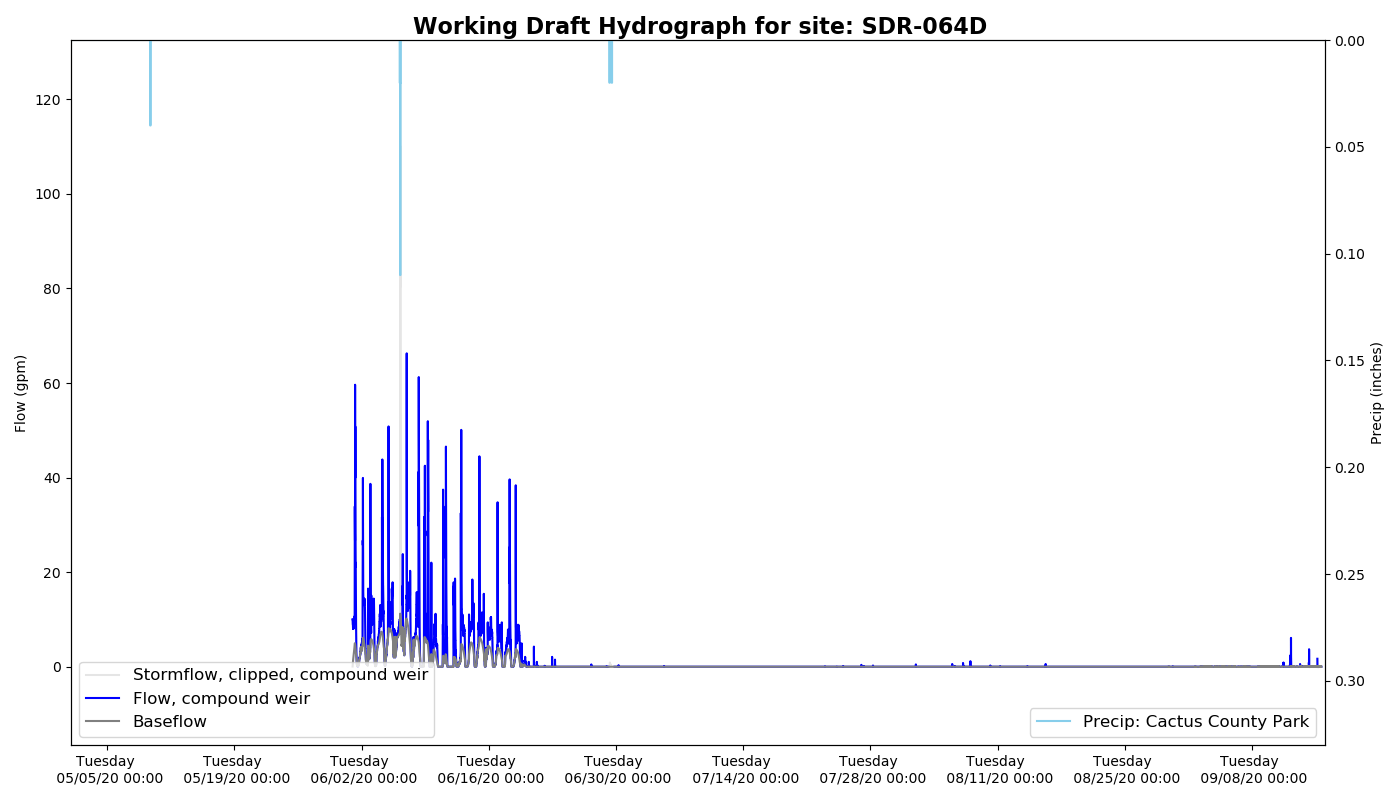 Working Draft Hydrograph for site: SDR-064D
Flow (gpm)
120
100
80
60
40
20
0
0.00
0.05
0.10
0.15
0.20
0.25
0.30
Precip (inches)
Stormflow, clipped, compound weir
Flow, compound weir
Baseflow
Precip: Cactus County Park
Tuesday
05/05/20 00:00
Tuesday
05/19/20 00:00
Tuesday
06/02/20 00:00
Tuesday
06/16/20 00:00
Tuesday
06/30/20 00:00
Tuesday
07/14/20 00:00
Tuesday
07/28/20 00:00
Tuesday
08/11/20 00:00
Tuesday
08/25/20 00:00
Tuesday
09/08/20 00:00